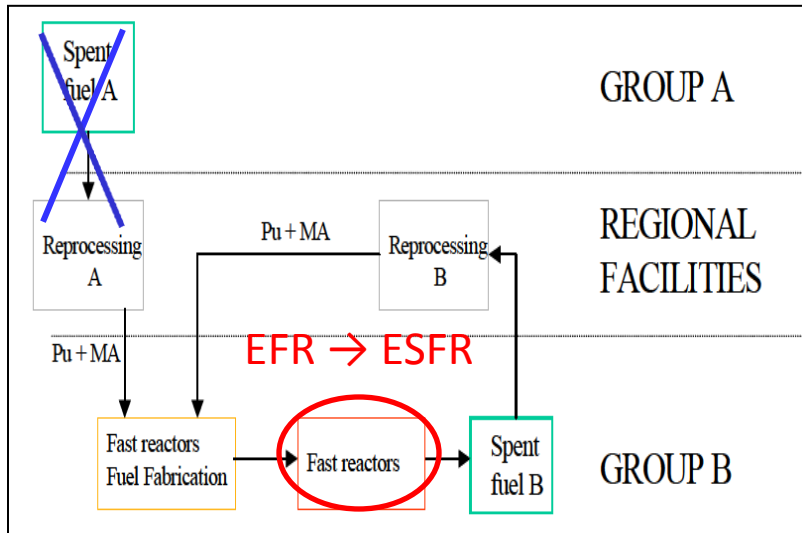 Spent
fuel A
GROUP A
Reprocessing
A
Pu + MA
Reprocessing
B
REGIONAL
FACILITIES
Pu + MA
EFR → ESFR
Fast reactors
Fuel Fabrication
Fast reactors
Spent
fuel B
GROUP B